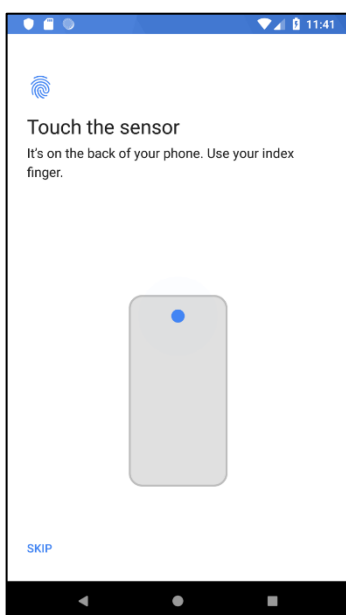 11:41
Touch the sensor
It's on the back of your phone. Use your index
finger.
SKIP